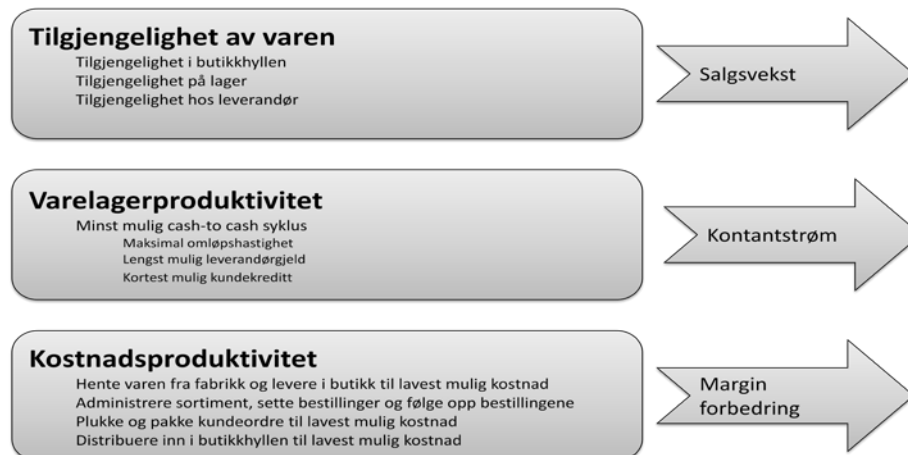 Tilgjengelighet av varen
Tilgjengelighet i butikkhyllen
Tilgjengelighet på lager
Tilgjengelighet hos leverandør
Salgsvekst
Varelagerproduktivitet
Minst mulig cash-to cash syklus
Maksimal omløpshastighet
Lengst mulig leverandørgjeld
Kortest mulig kundekreditt
Kontantstrøm
Kostnadsproduktivitet
Hente varen fra fabrikk og levere i butikk til lavest mulig kostnad
Administrere sortiment, sette bestillinger og følge opp bestillingene
Plukke og pakke kundeordre til lavest mulig kostnad
Distribuere inn i butikkhyllen til lavest mulig kostnad
Margin
forbedring